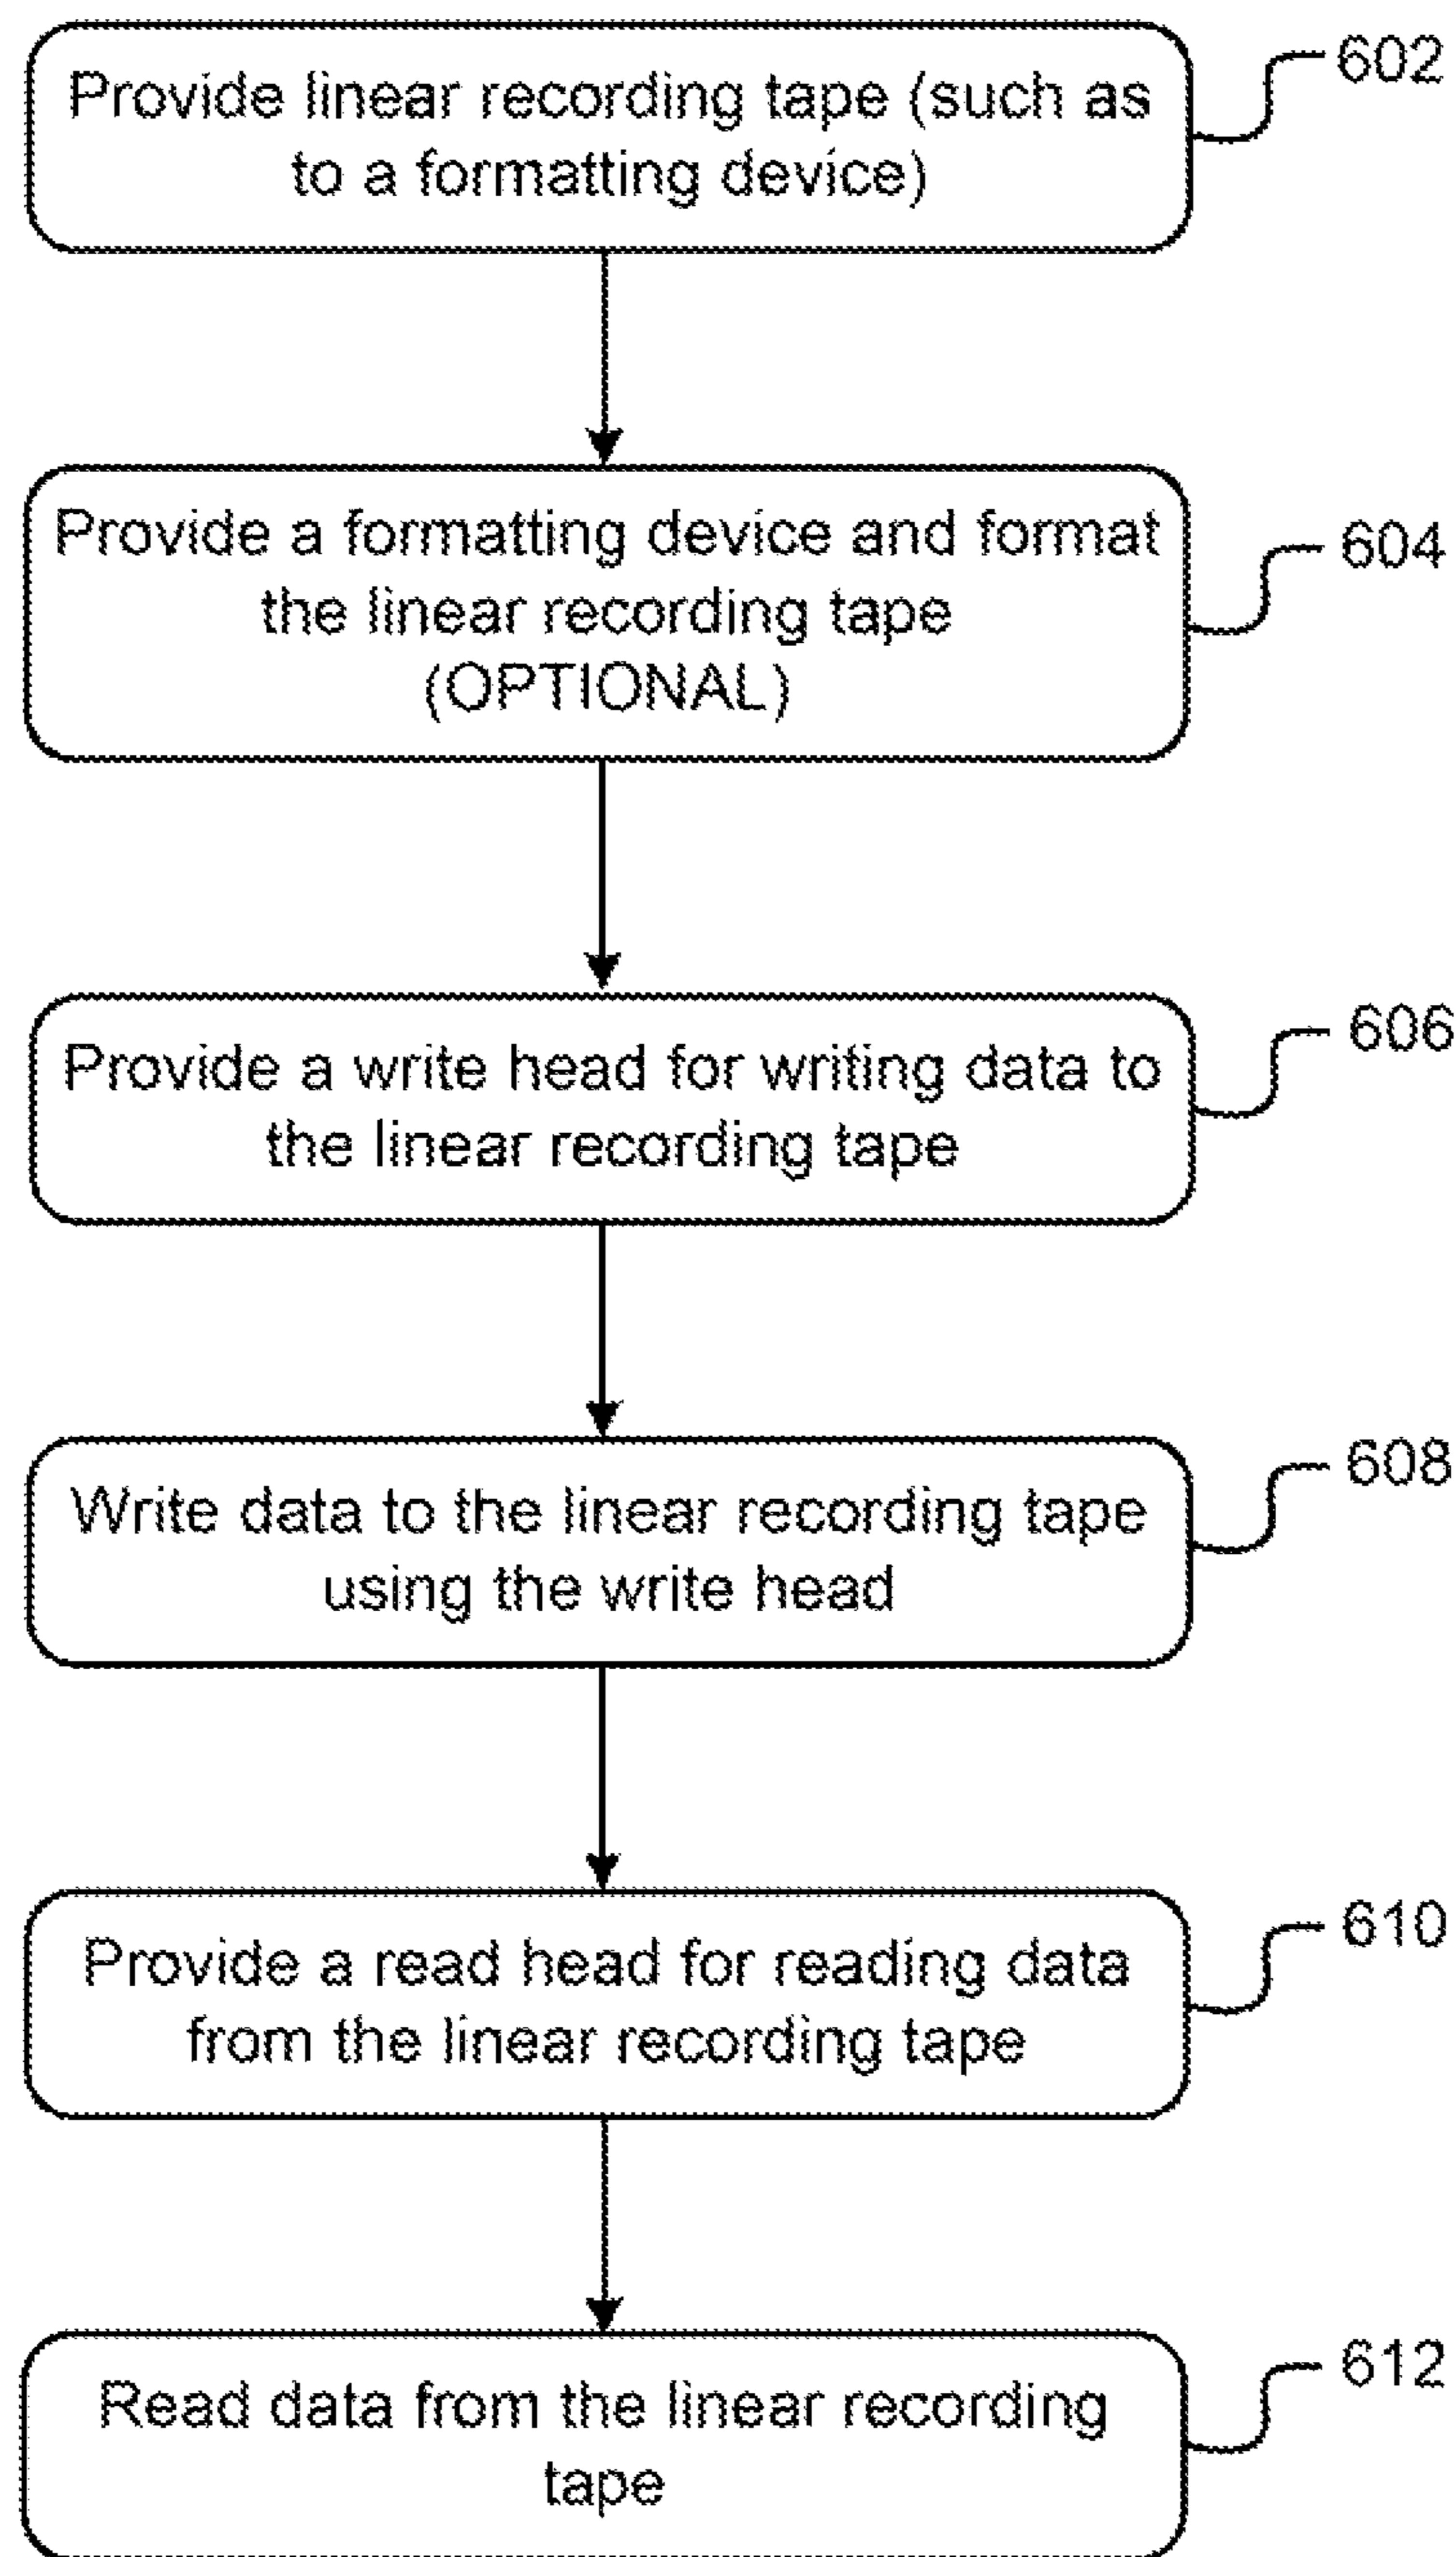 Provide linear recording tape (such as
to a formatting device)
602
Provide a formatting device and format
the linear recording tape
(OPTIONAL)
604
Provide a write head for writing data to
the linear recording tape
606
Write data to the linear recording tape
using the write head
608
Provide a read head for reading data
from the linear recording tape
610
Read data from the linear recording
tape
612